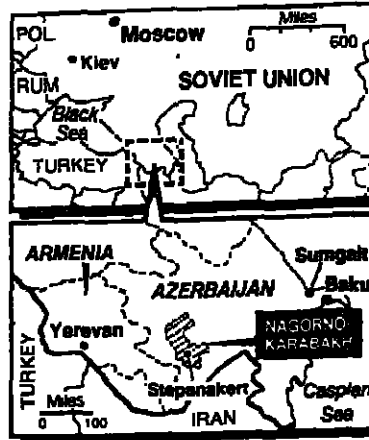 POL
Moscow
Miles
600
Kiev
RUM
SOVIET UNION
Black
Sea
TURKEY
ARMENIA
AZERBAIJAN
Sumgait
Baku
NAGORNO
KARABAKH
Yerevan
TURKEY
Stepanakert
Miles
0 100
IRAN
Caspian
Sea